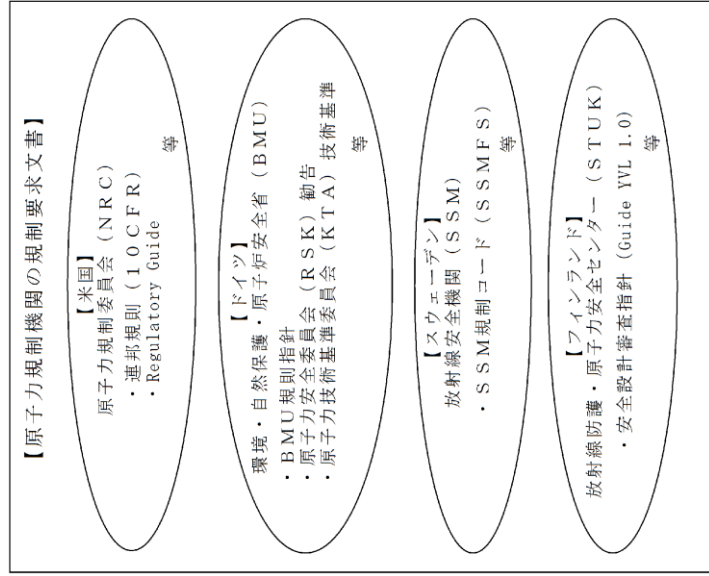 【原子力規制機関の規制要求文書】
【米国】
原子力規制委員会（NRC）
・連邦規則（10CFR）
・Regulatory Guide
等
【ドイツ】
環境・自然保護・原子炉安全省（BMU）
・BMU規則指針
・原子力安全委員会（RSK）勧告
・原子力技術基準委員会（KTA）技術基準
等
【スウェーデン】
放射線安全機関（SSM）
・SSM規制コード（SSMFS）
等
【フィンランド】
放射線防護・原子力安全センター（STUK）
・安全設計審査指針（Guide YVL 1.0）
等